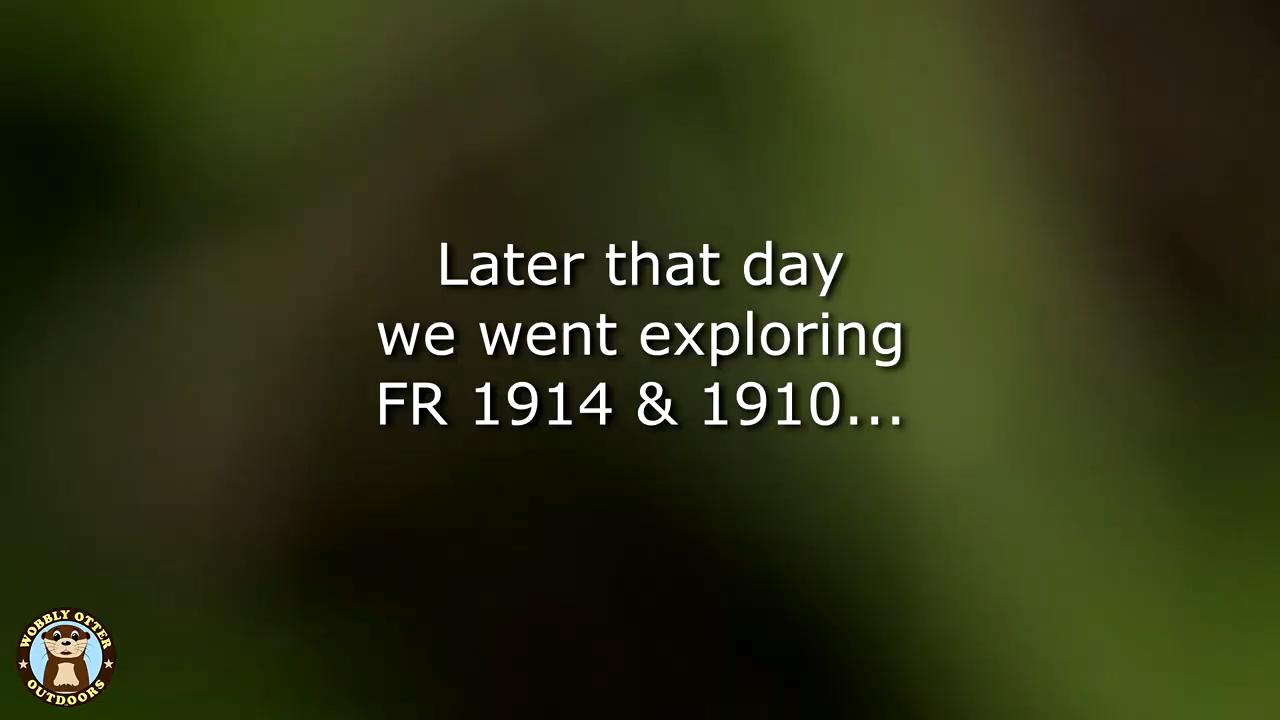 Later that day
we went exploring
FR 1914 & 1910...
WOBBLY OTTER
OUTDOORS